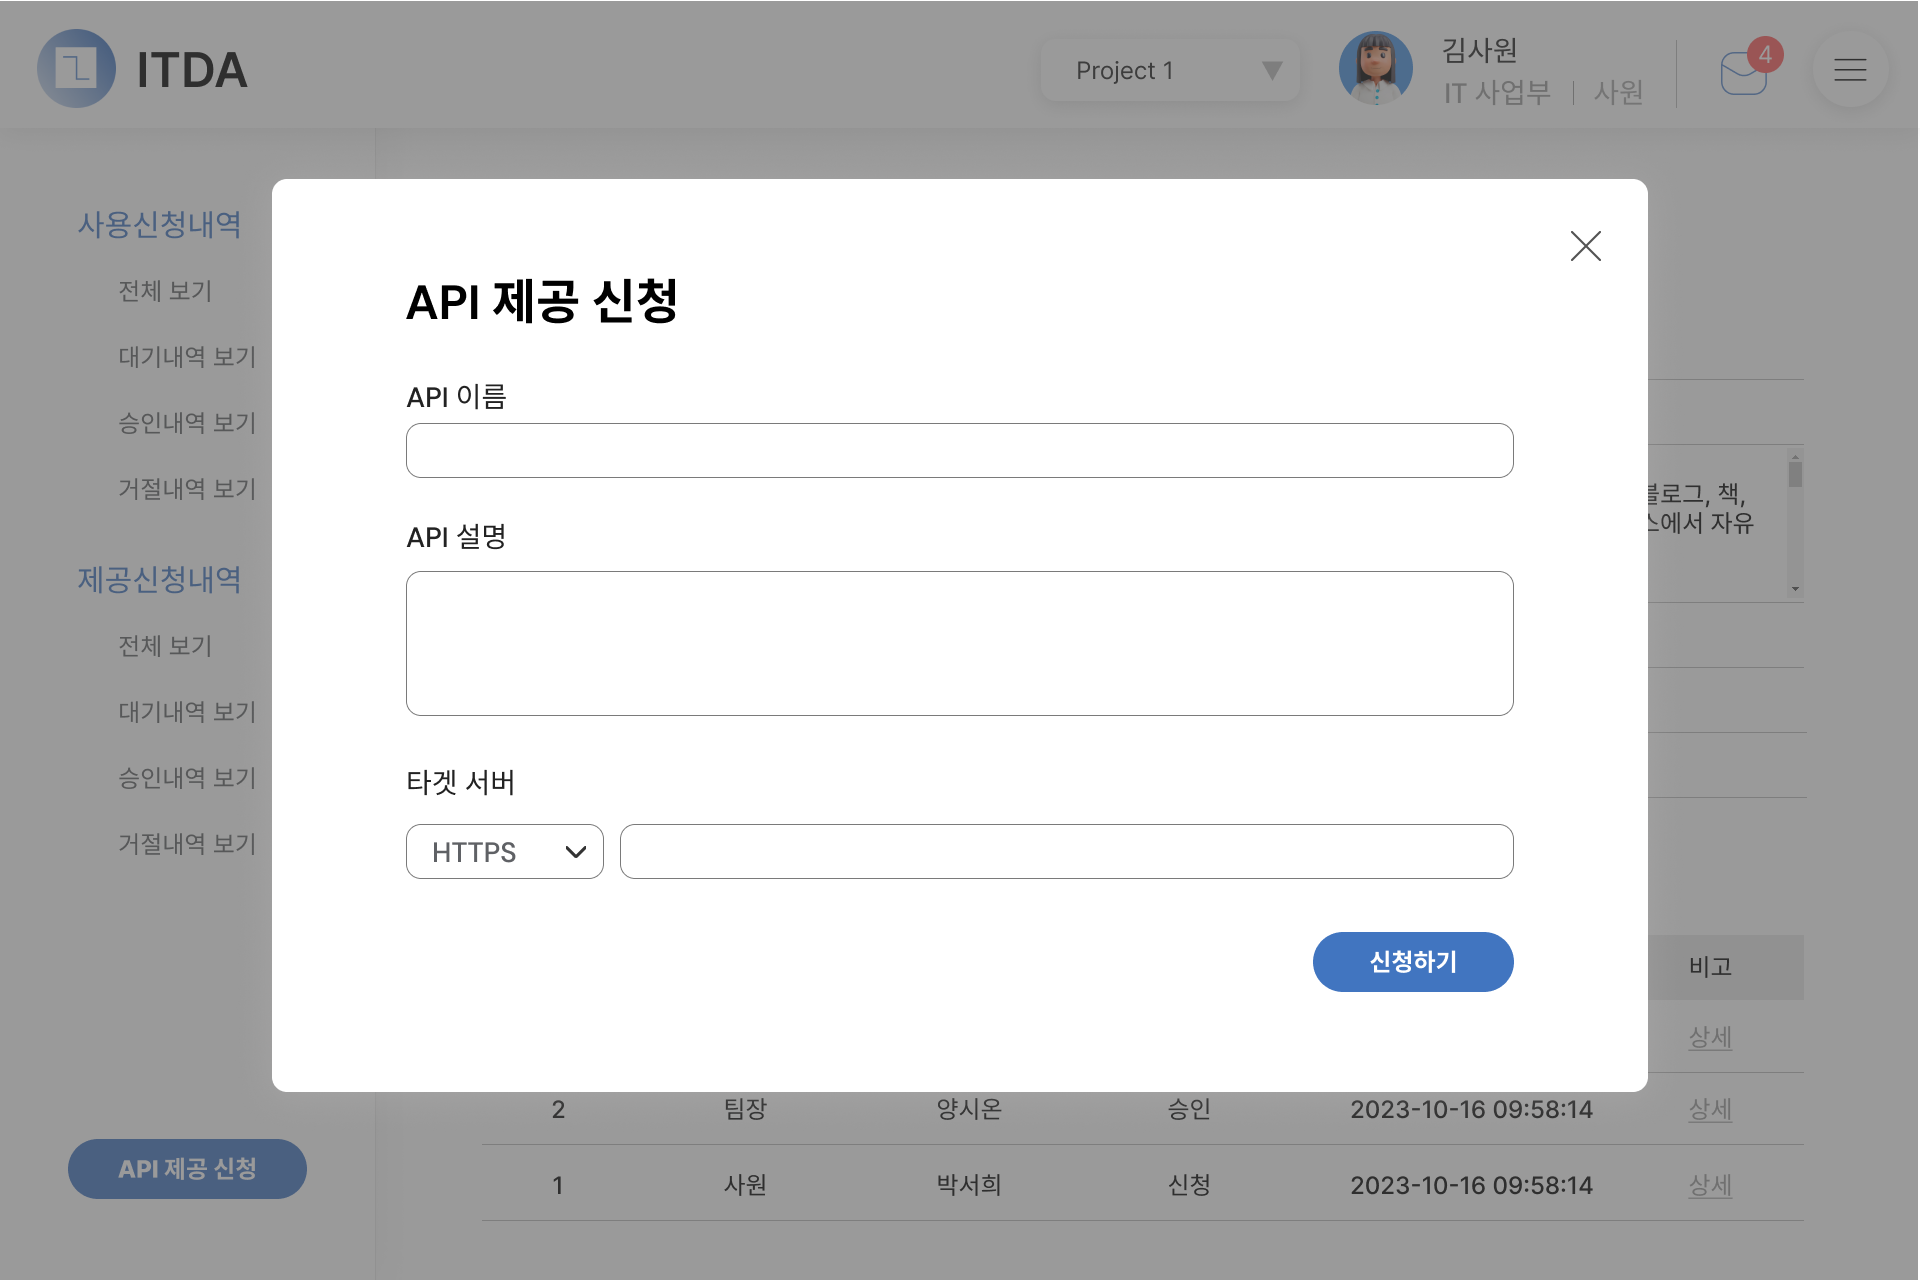 ITDA
Project 1
김사원
IT 사업부 | 사원
4
사용신청내역
전체 보기
대기내역 보기
승인내역 보기
거절내역 보기
제공신청내역
전체 보기
대기내역 보기
승인내역 보기
거절내역 보기
API 제공 신청
API 제공 신청
API 이름
API 설명
타겟 서버
HTTPS
신청하기
블로그, 책,
스에서 자유
비고
상세
2 팀장 양시온 승인 2023-10-16 09:58:14 상세
1 사원 박서희 신청 2023-10-16 09:58:14 상세